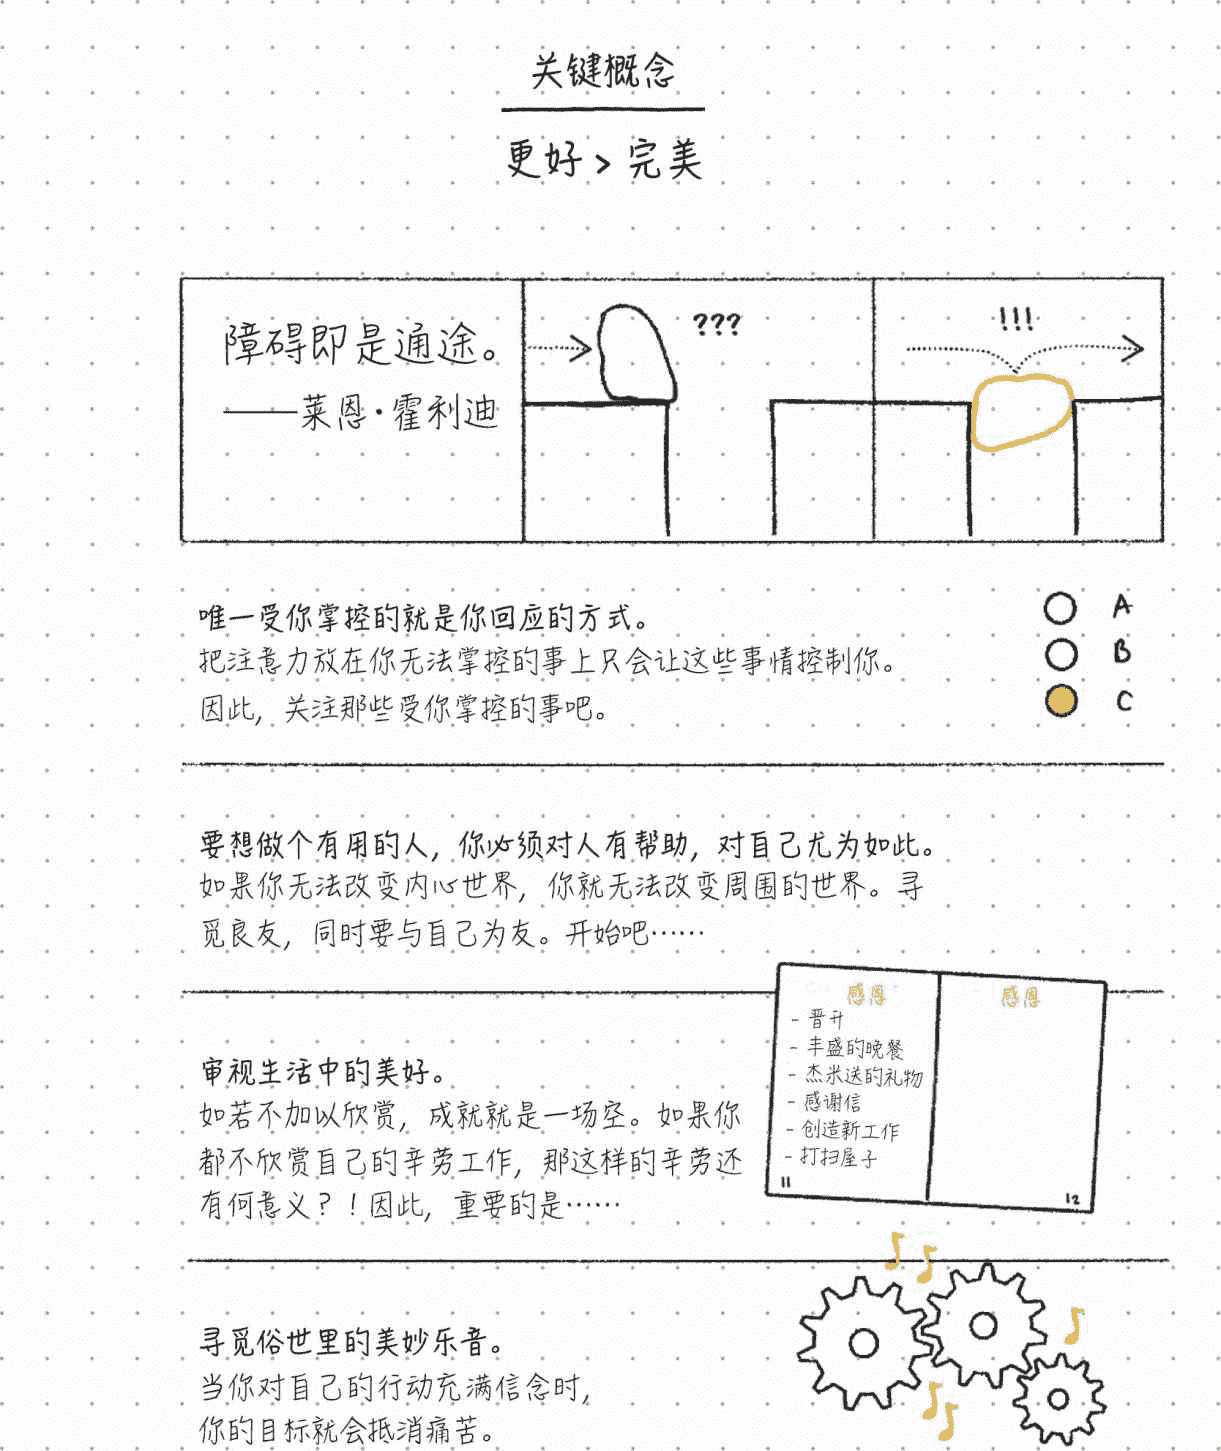 关键概念
更好 > 完美
障碍即是通途。
——莱恩·霍利迪
???
!!!
唯一受你掌控的就是你回应的方式。
把注意力放在你无法掌控的事上只会让这些事情控制你。
因此，关注那些受你掌控的事吧。
A
B
C
要想做个有用的人，你必须对人有帮助，对自己尤为如此。
如果你无法改变内心世界，你就无法改变周围的世界。寻
觅良友，同时要与自己为友。开始吧……
审视生活中的美好。
如若不加以欣赏，成就就是一场空。如果你
都不欣赏自己的辛劳工作，那这样的辛劳还
有何意义？！因此，重要的是……
感恩
- 晋升
- 丰盛的晚餐
- 杰米送的礼物
- 感谢信
- 创造新工作
- 打扫屋子
11
感恩
12
寻觅俗世里的美妙乐音。
当你对自己的行动充满信念时，
你的目标就会抵消痛苦。